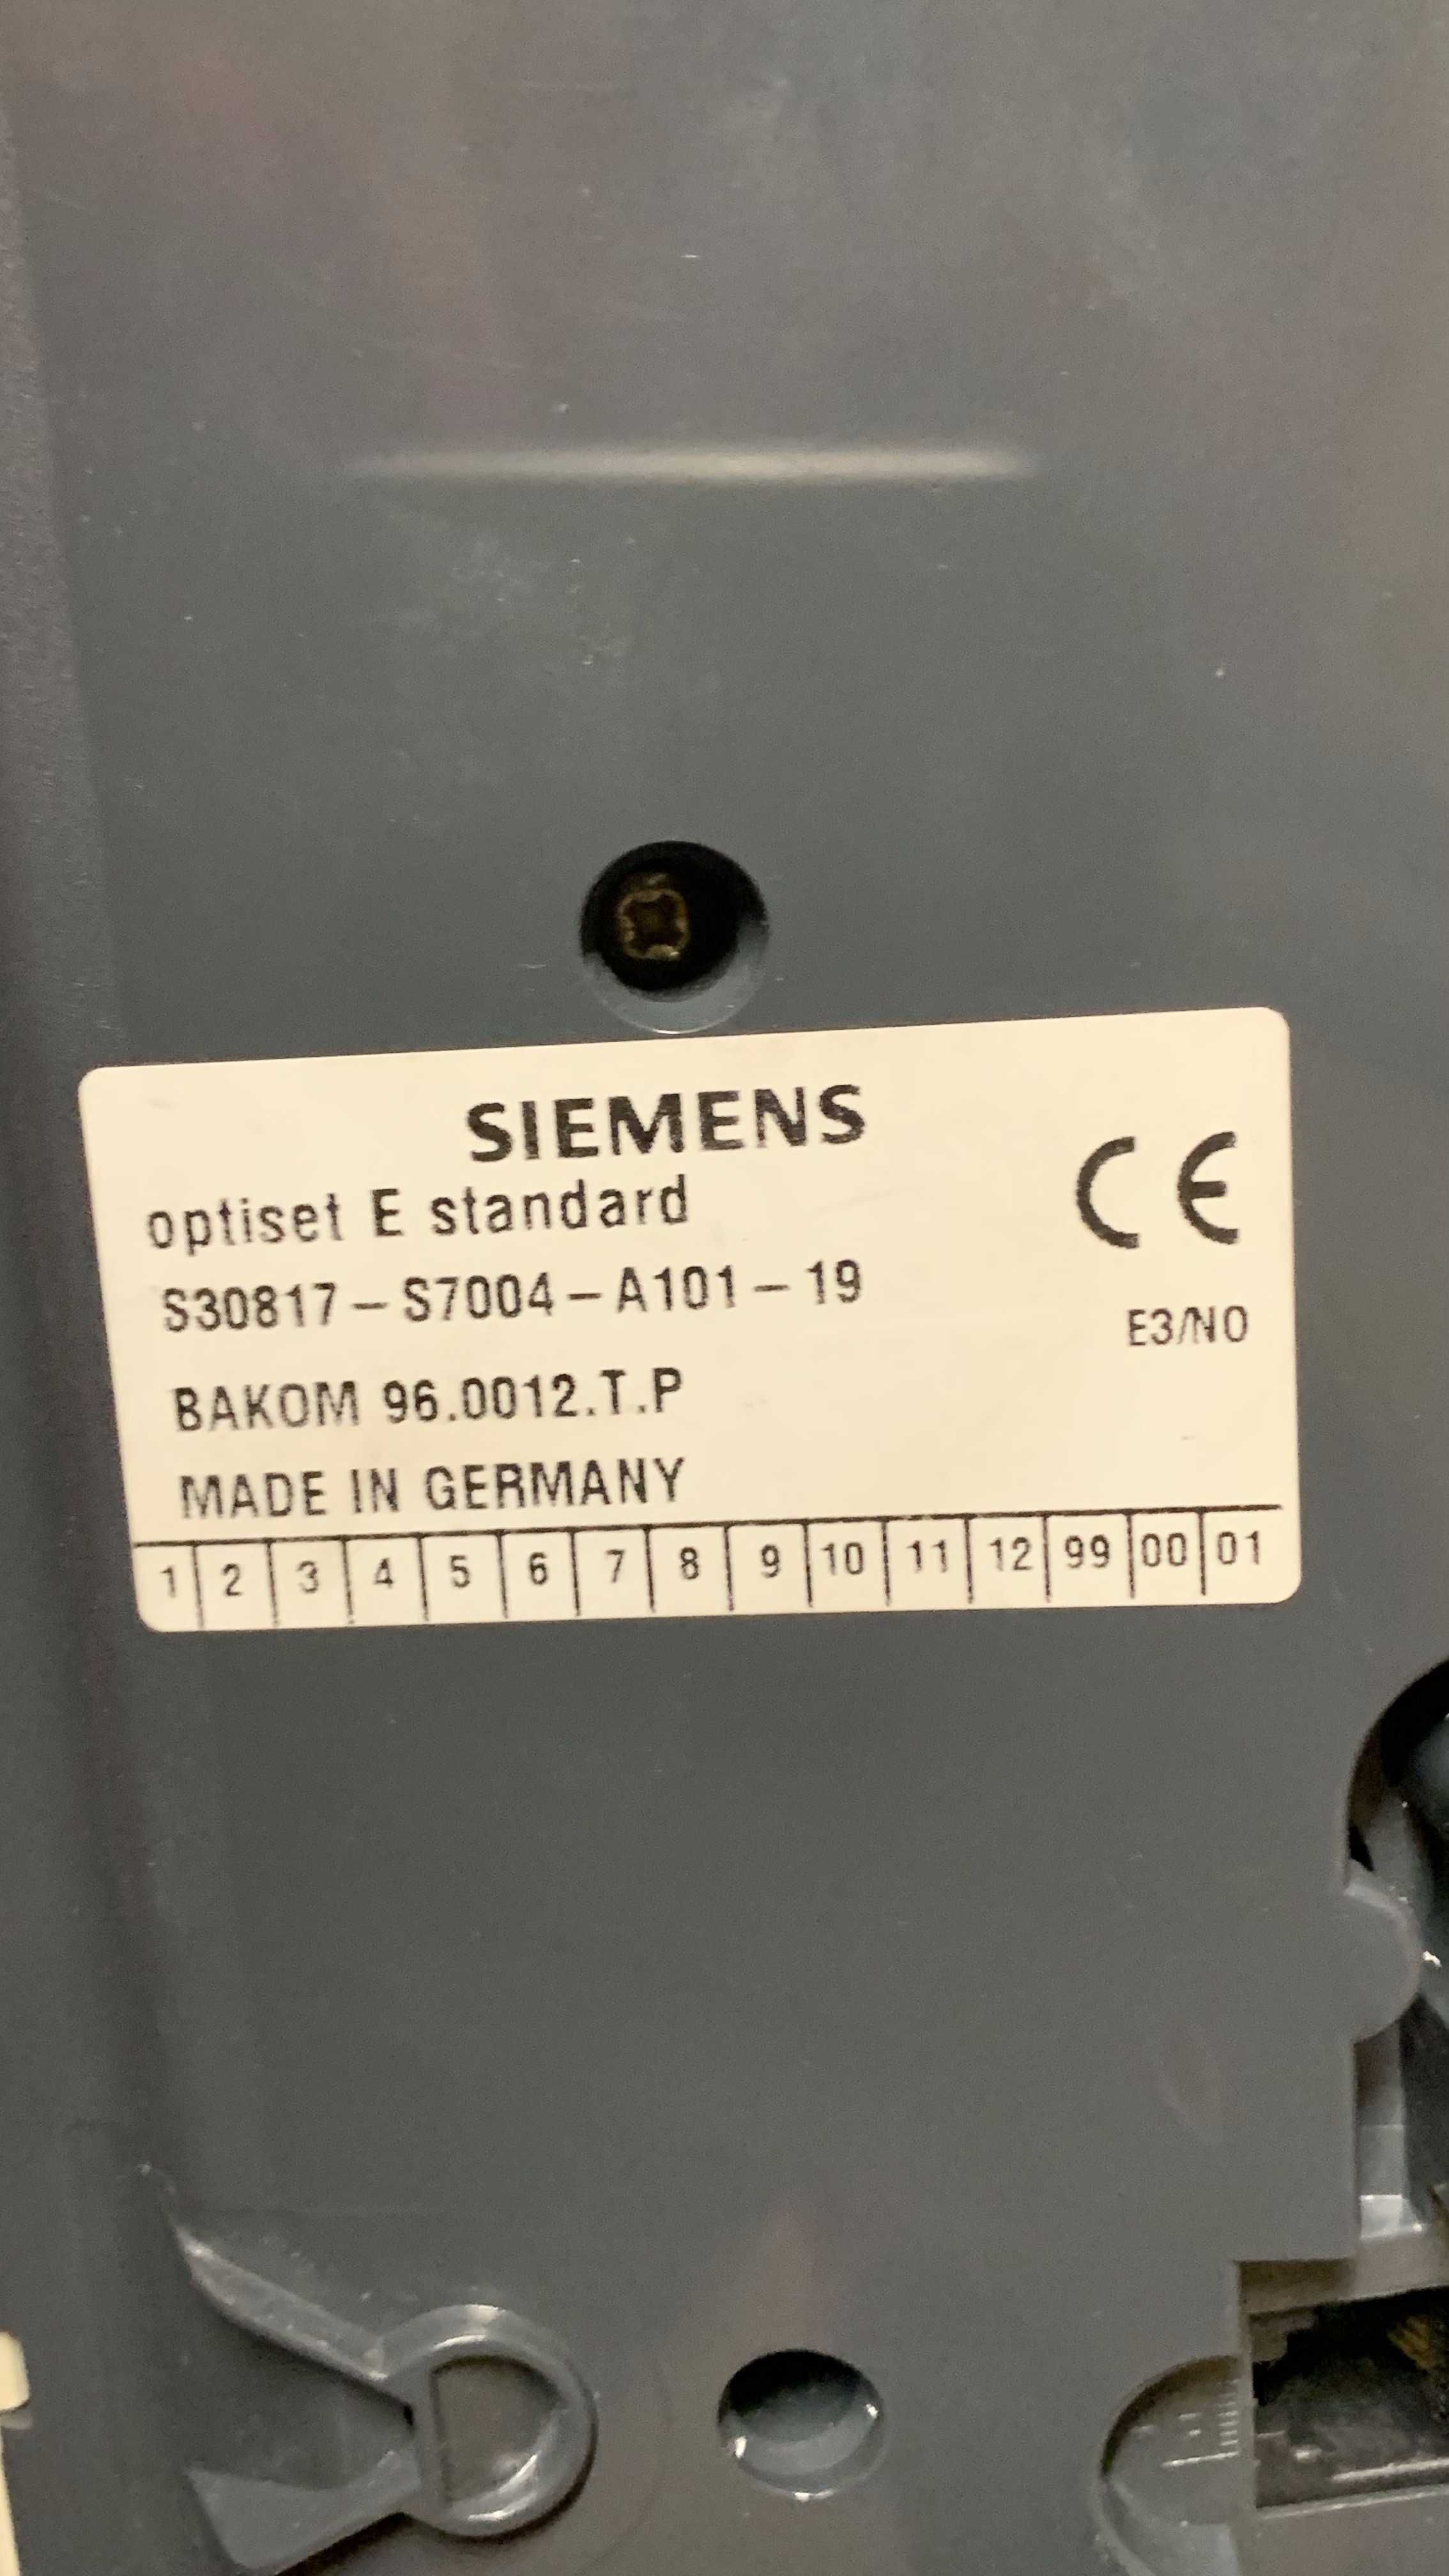 SIEMENS
optiset E standard
CE
S30817-S7004-A101-19
E3/N0
BAKOM 96.0012.T.P
MADE IN GERMANY
1 2 3 4 5 6 7 8 9 10 11 12 99 00 01